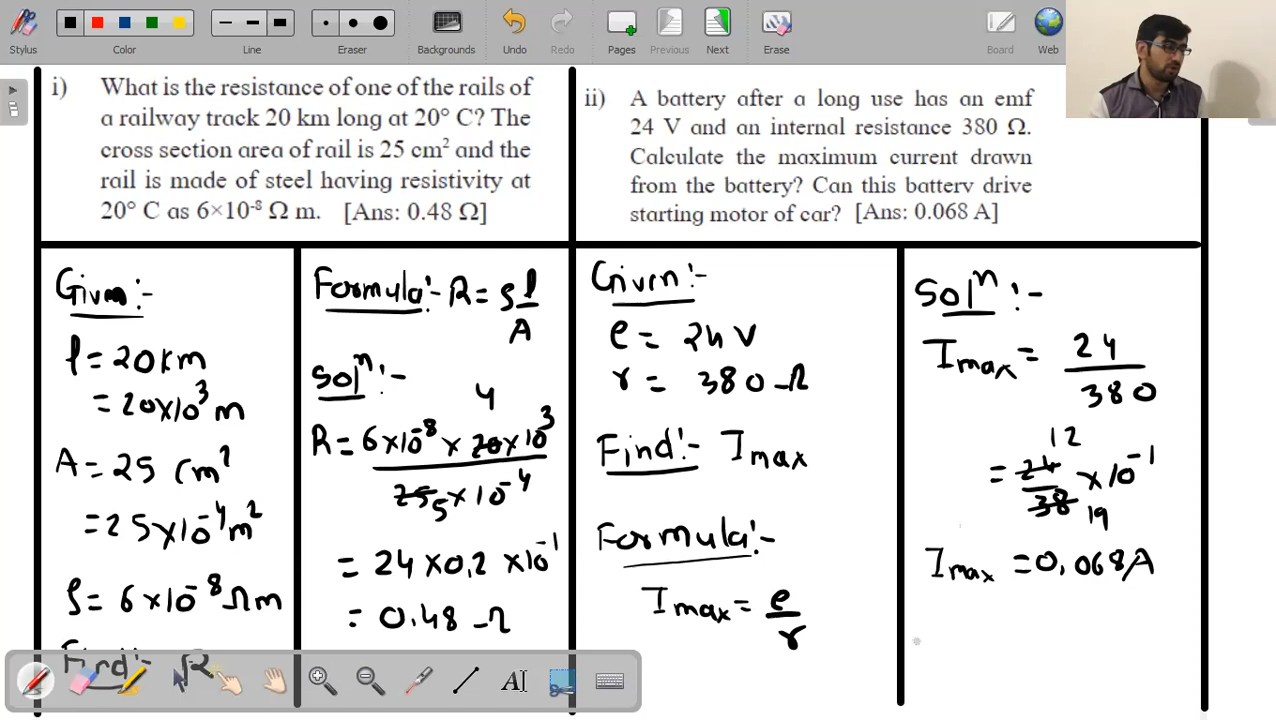 Stylus
Color
Line
Eraser
Backgrounds
Undo
Redo
Pages
Previous
Next
Erase
Board
Web
i) What is the resistance of one of the rails of
a railway track 20 km long at 20° C? The
cross section area of rail is 25 cm² and the
rail is made of steel having resistivity at
20° C as 6×10⁻⁸ Ω m. [Ans: 0.48 Ω]
ii) A battery after a long use has an emf
24 V and an internal resistance 380 Ω.
Calculate the maximum current drawn
from the battery? Can this battery drive
starting motor of car? [Ans: 0.068 A]
Given:-
l = 20 km
= 20×10³ m
A = 25 cm²
= 25×10⁻⁴ m²
ρ = 6×10⁻⁸ Ω m
Find:- R
Formula:- R = ρ l
A
Solⁿ:-
4
R = 6×10⁻⁸ × 20×10³
25 5 ×10⁻⁴
= 24 × 0.2 × 10⁻¹
= 0.48 Ω
Given:-
e = 24 V
r = 380 Ω
Find:- Imax
Formula:-
Imax = e
r
Solⁿ:-
Imax = 24
380
12
= 24 × 10⁻¹
38 19
Imax = 0.068A